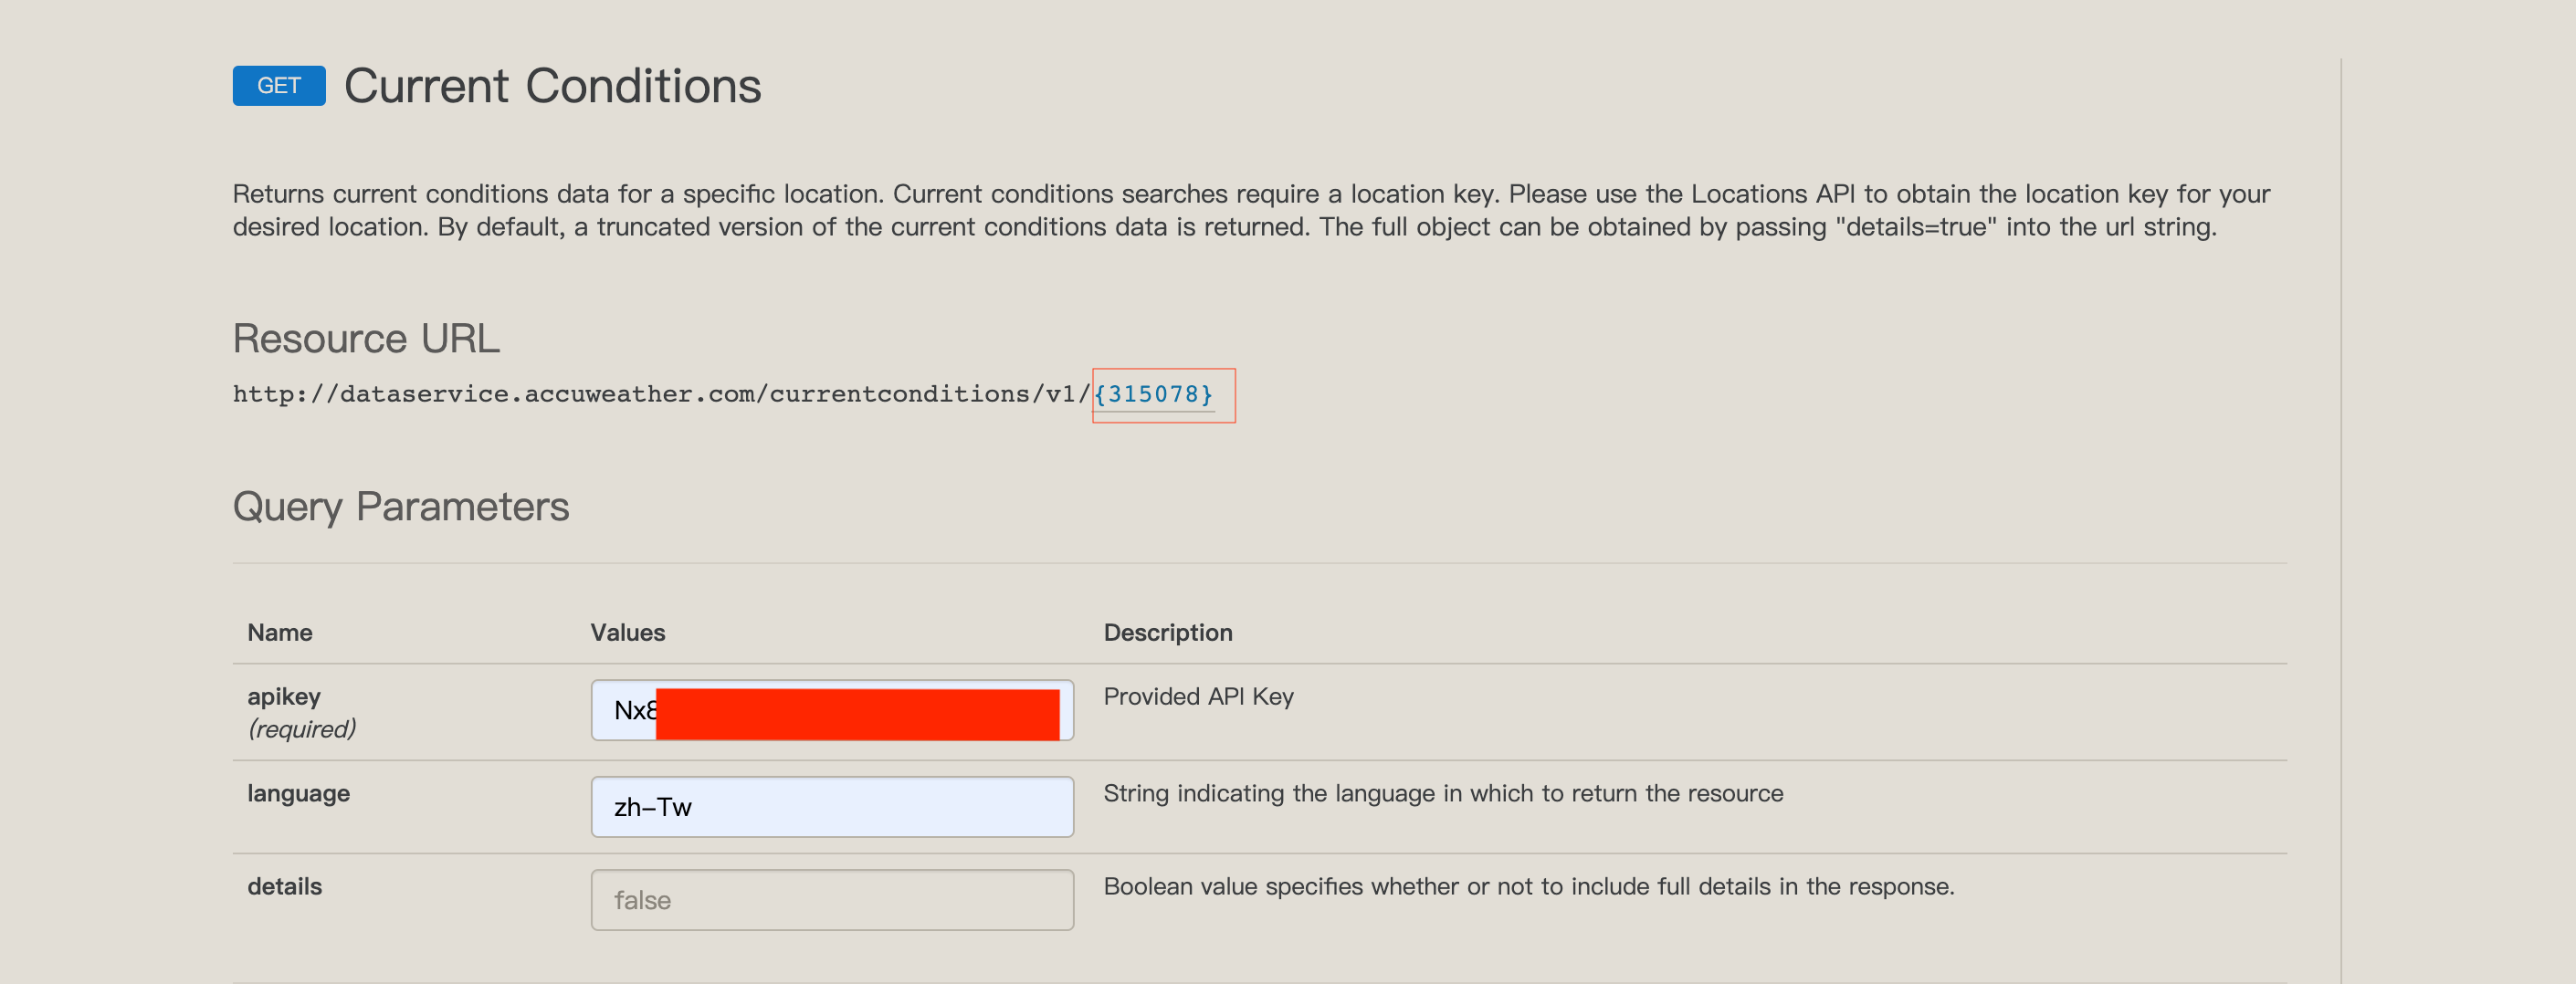 GET Current Conditions
Returns current conditions data for a specific location. Current conditions searches require a location key. Please use the Locations API to obtain the location key for your
desired location. By default, a truncated version of the current conditions data is returned. The full object can be obtained by passing "details=true" into the url string.
Resource URL
http://dataservice.accuweather.com/currentconditions/v1/{315078}
Query Parameters
Name Values Description
apikey Nx8 Provided API Key
(required)
language zh-Tw String indicating the language in which to return the resource
details false Boolean value specifies whether or not to include full details in the response.